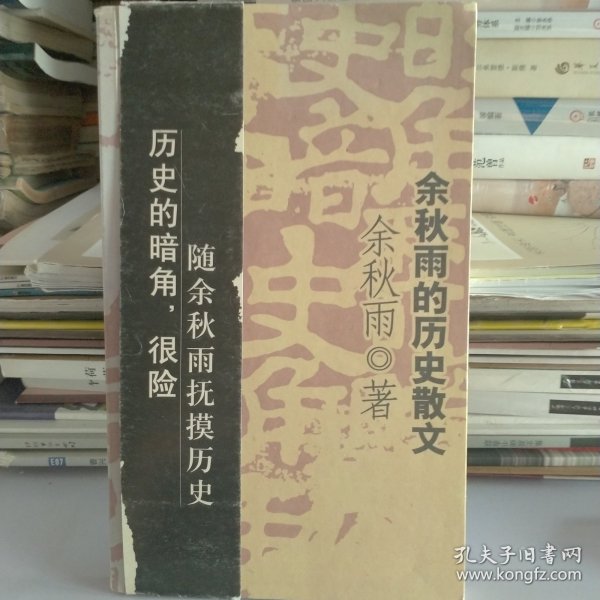 余秋雨的历史散文
余秋雨◎著
随余秋雨抚摸历史
历史的暗角，很险
孔夫子旧书网
www.kongfz.com